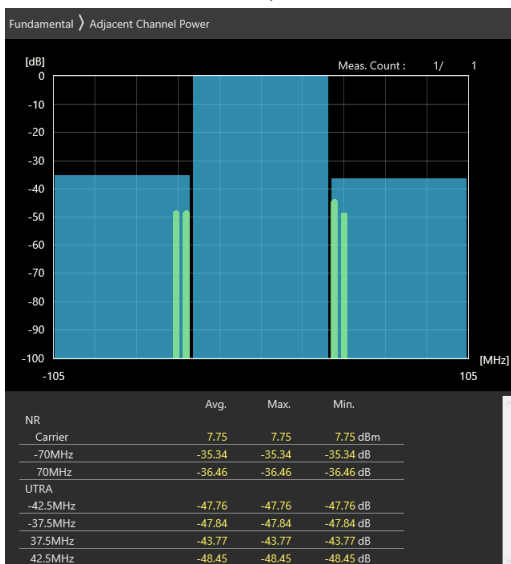 Fundamental 〉 Adjacent Channel Power
[dB]
Meas. Count : 1/ 1
0
-10
-20
-30
-40
-50
-60
-70
-80
-90
-100
[MHz]
-105 105
Avg. Max. Min.
NR
Carrier 7.75 7.75 7.75 dBm
-70MHz -35.34 -35.34 -35.34 dB
70MHz -36.46 -36.46 -36.46 dB
UTRA
-42.5MHz -47.76 -47.76 -47.76 dB
-37.5MHz -47.84 -47.84 -47.84 dB
37.5MHz -43.77 -43.77 -43.77 dB
42.5MHz -48.45 -48.45 -48.45 dB